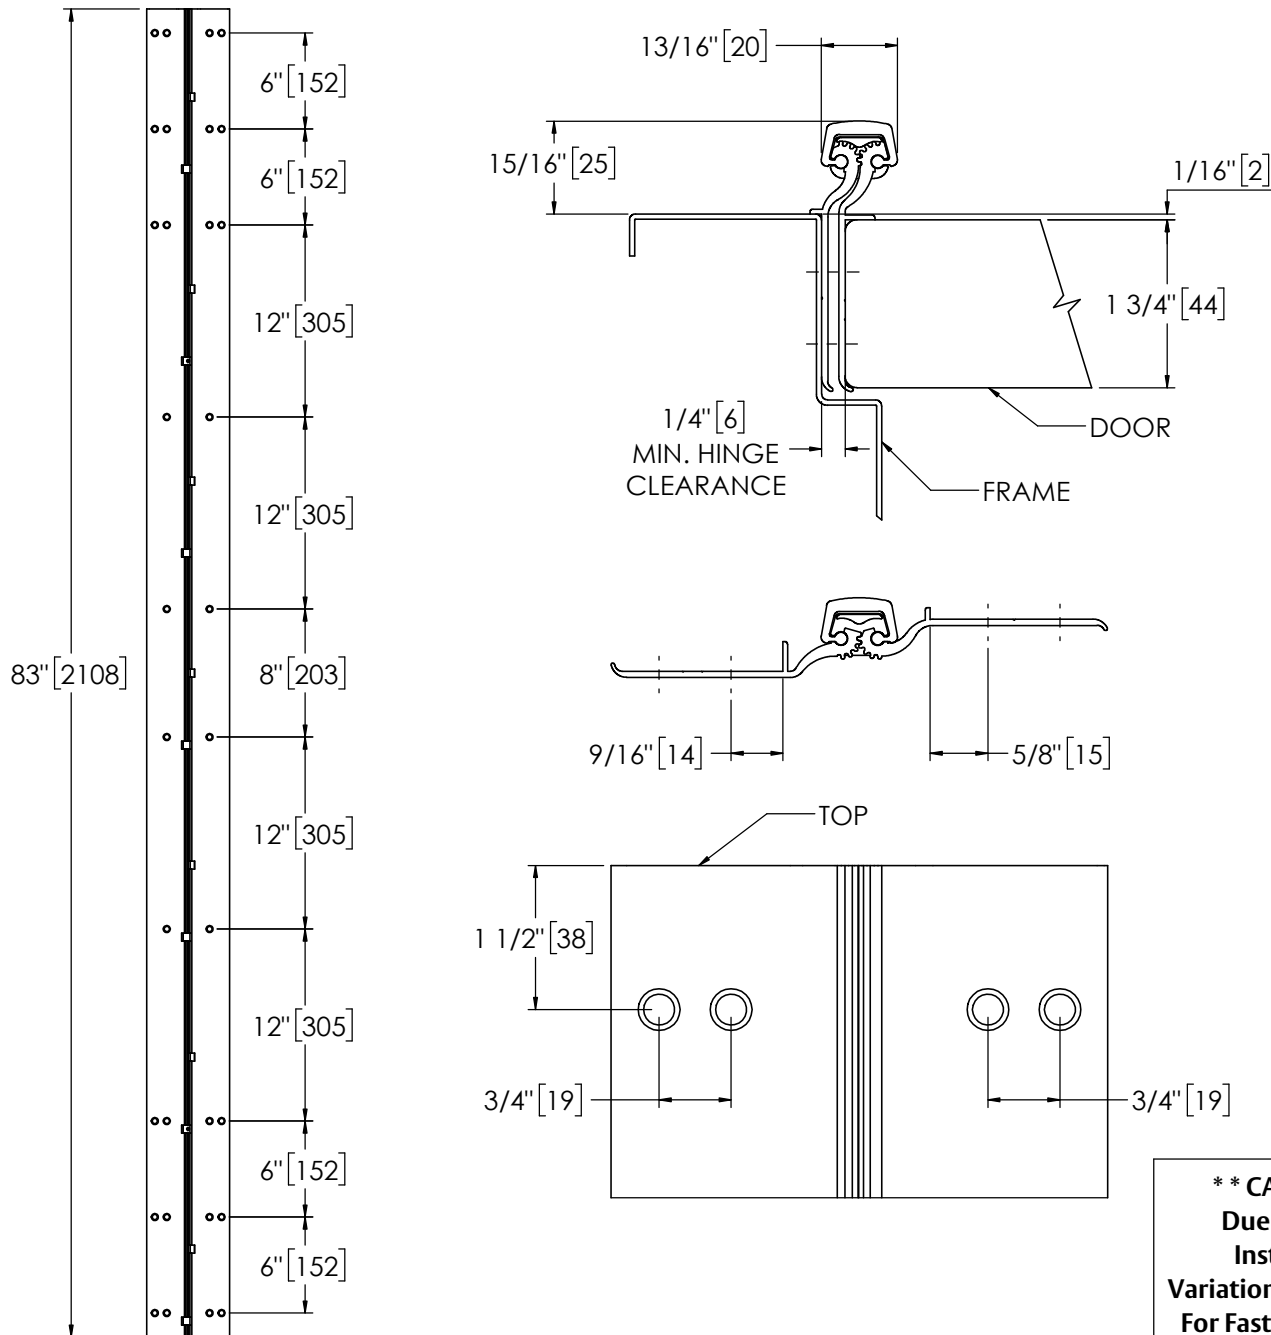 83" [2108]
6" [152]
6" [152]
12" [305]
12" [305]
8" [203]
12" [305]
12" [305]
6" [152]
6" [152]
13/16" [20]
15/16" [25]
1/16" [2]
1 3/4" [44]
1/4" [6]
MIN. HINGE
CLEARANCE
DOOR
FRAME
9/16" [14]
5/8" [15]
TOP
1 1/2" [38]
3/4" [19]
3/4" [19]
* * CA
Due
Inst
Variation
For Fast